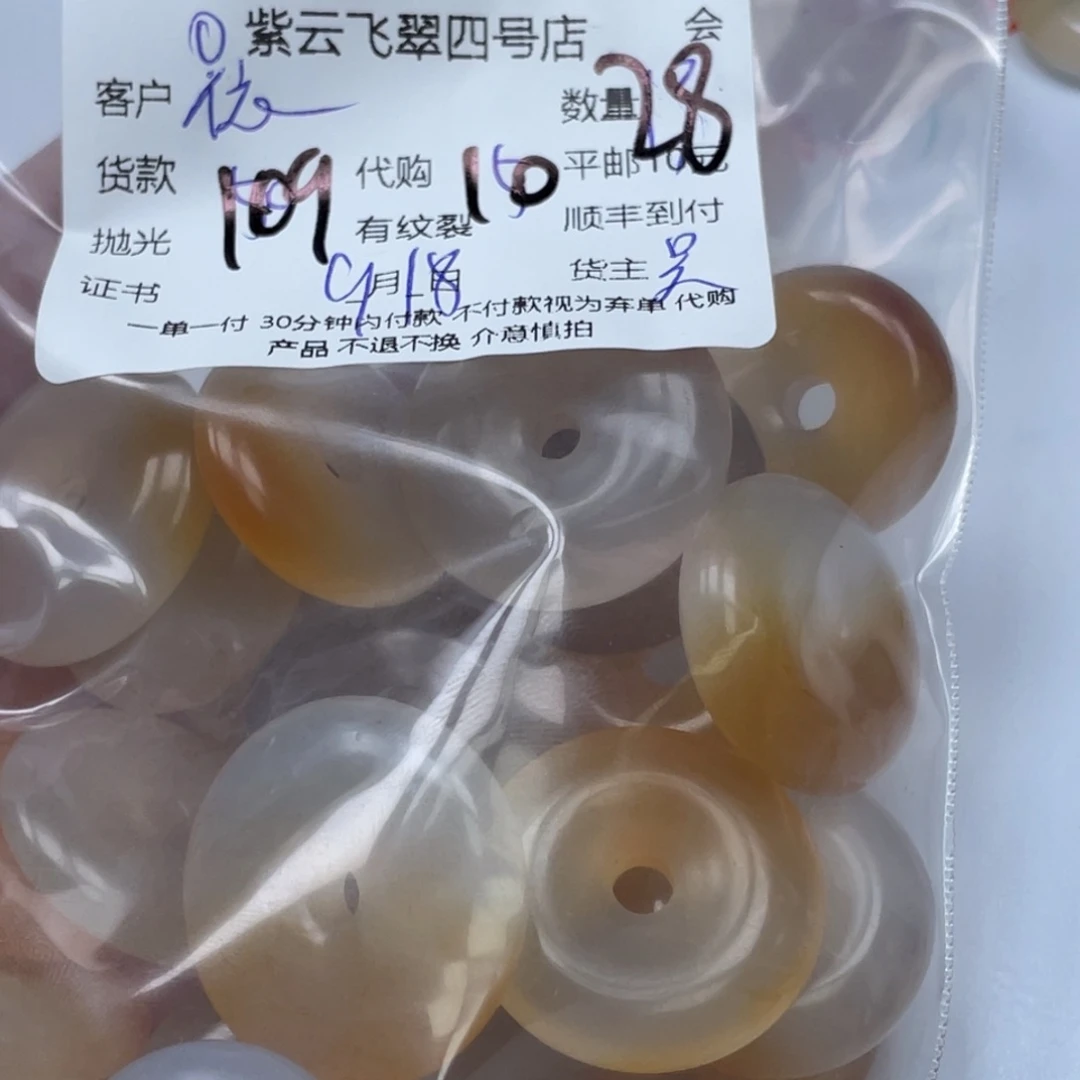 紫云飞翠四号店 会
客户 数量 28
货款 109 代购 10 平邮10元
抛光 有纹裂 顺丰到付
证书 9月18日 货主 吴
一单一付 30分钟内付款 不付款视为弃单 代购
产品 不退不换 介意慎拍